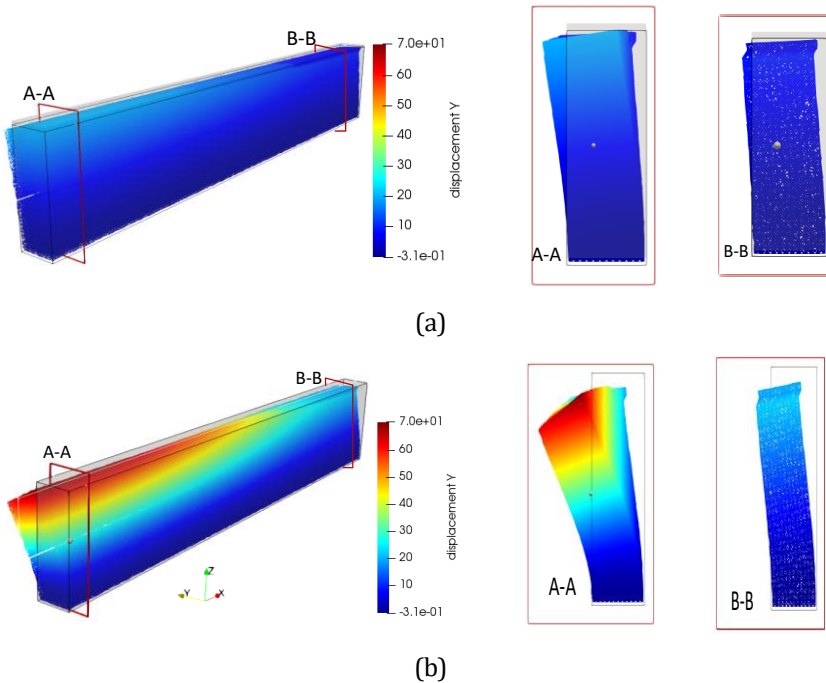 B-B
A-A
7.0e+01
60
50
40
30
20
10
-3.1e-01
displacement Y
A-A
B-B
(a)
B-B
A-A
7.0e+01
60
50
40
30
20
10
-3.1e-01
displacement Y
Z
Y
X
A-A
B-B
(b)